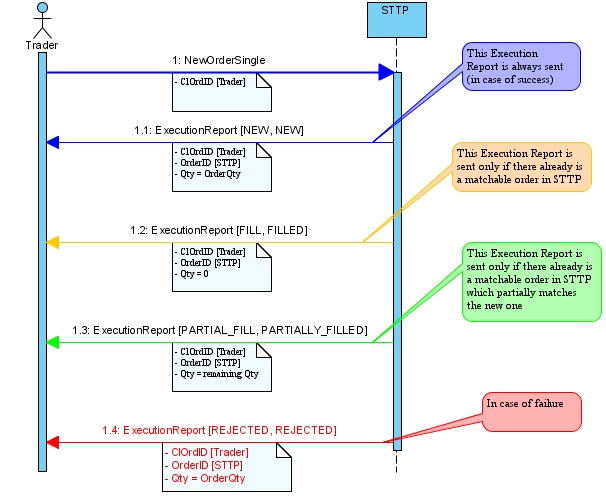 STTP
Trader
1: NewOrderSingle
- ClOrdID [Trader]
This Execution
Report is always sent
(in case of success)
1.1: ExecutionReport [NEW, NEW]
- ClOrdID [Trader]
- OrderID [STTP]
- Qty = OrderQty
This Execution Report is
sent only if there already is
a matchable order in STTP
1.2: ExecutionReport [FILL, FILLED]
- ClOrdID [Trader]
- OrderID [STTP]
- Qty = 0
This Execution Report is
sent only if there already is
a matchable order in STTP
which partially matches
the new one
1.3: ExecutionReport [PARTIAL_FILL, PARTIALLY_FILLED]
- ClOrdID [Trader]
- OrderID [STTP]
- Qty = remaining Qty
In case of failure
1.4: ExecutionReport [REJECTED, REJECTED]
- ClOrdID [Trader]
- OrderID [STTP]
- Qty = OrderQty